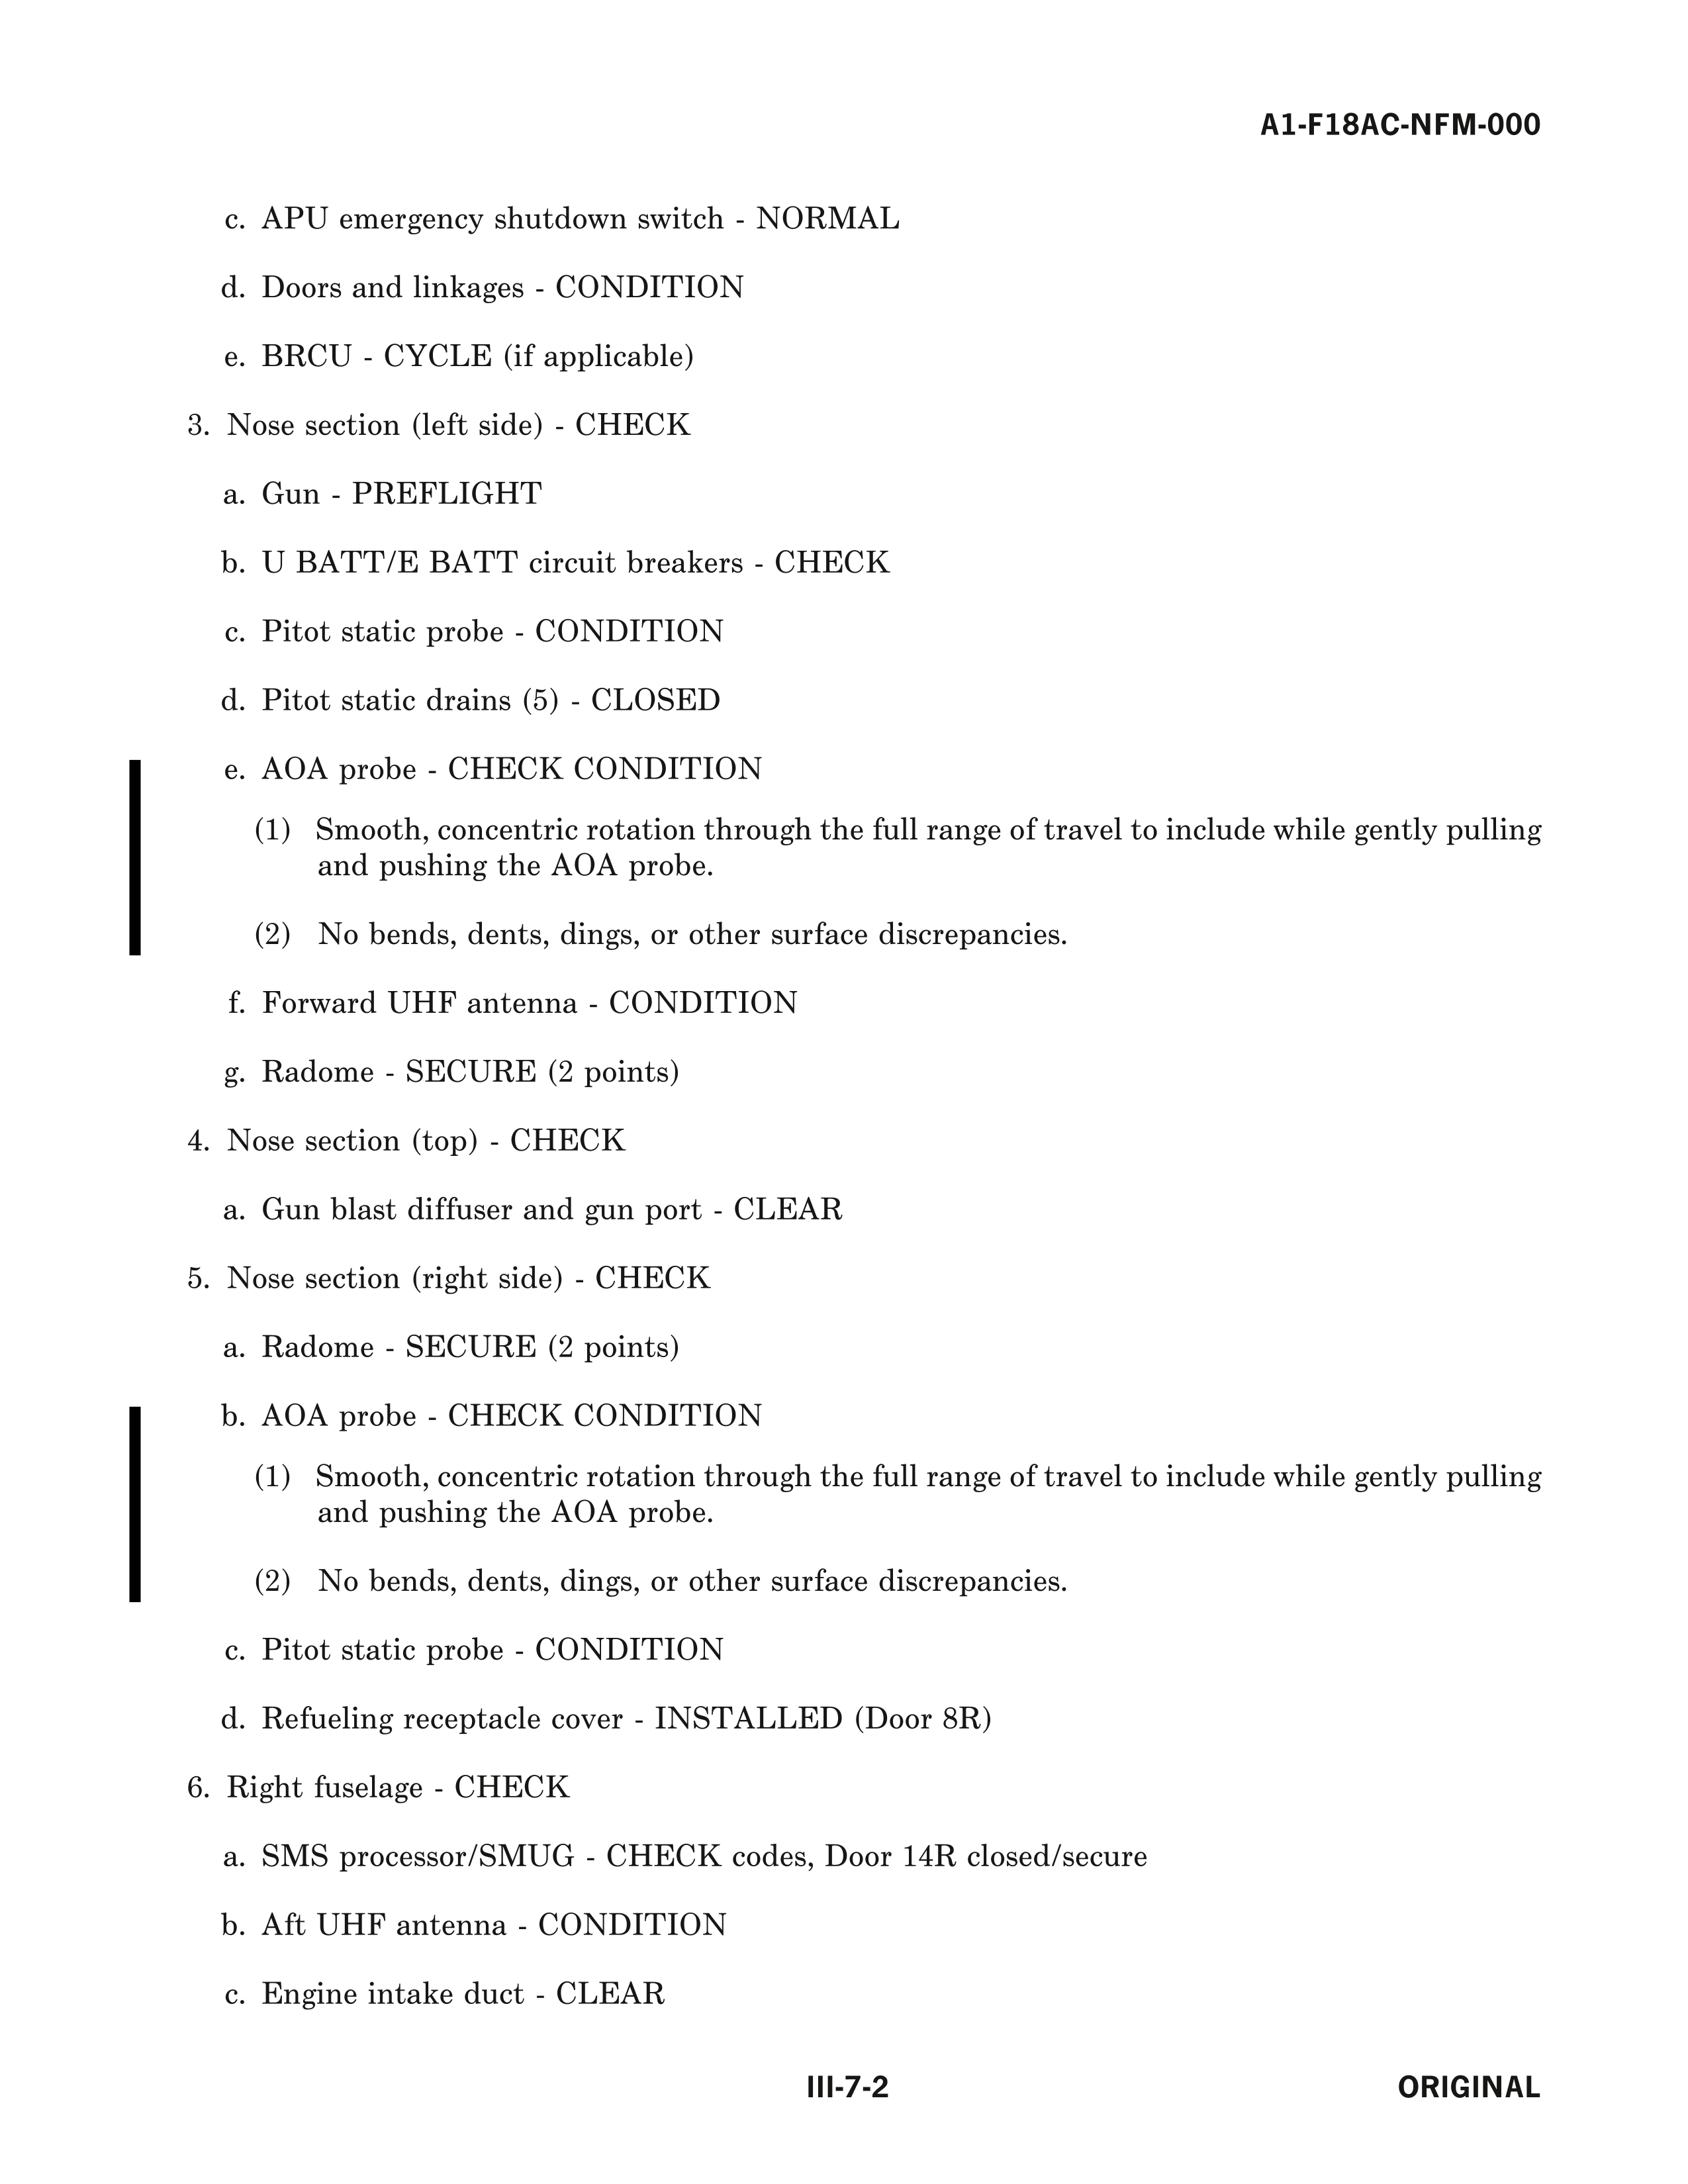 A1-F18AC-NFM-000
c. APU emergency shutdown switch - NORMAL
d. Doors and linkages - CONDITION
e. BRCU - CYCLE (if applicable)
3. Nose section (left side) - CHECK
a. Gun - PREFLIGHT
b. U BATT/E BATT circuit breakers - CHECK
c. Pitot static probe - CONDITION
d. Pitot static drains (5) - CLOSED
e. AOA probe - CHECK CONDITION
(1) Smooth, concentric rotation through the full range of travel to include while gently pulling
and pushing the AOA probe.
(2) No bends, dents, dings, or other surface discrepancies.
f. Forward UHF antenna - CONDITION
g. Radome - SECURE (2 points)
4. Nose section (top) - CHECK
a. Gun blast diffuser and gun port - CLEAR
5. Nose section (right side) - CHECK
a. Radome - SECURE (2 points)
b. AOA probe - CHECK CONDITION
(1) Smooth, concentric rotation through the full range of travel to include while gently pulling
and pushing the AOA probe.
(2) No bends, dents, dings, or other surface discrepancies.
c. Pitot static probe - CONDITION
d. Refueling receptacle cover - INSTALLED (Door 8R)
6. Right fuselage - CHECK
a. SMS processor/SMUG - CHECK codes, Door 14R closed/secure
b. Aft UHF antenna - CONDITION
c. Engine intake duct - CLEAR
III-7-2
ORIGINAL